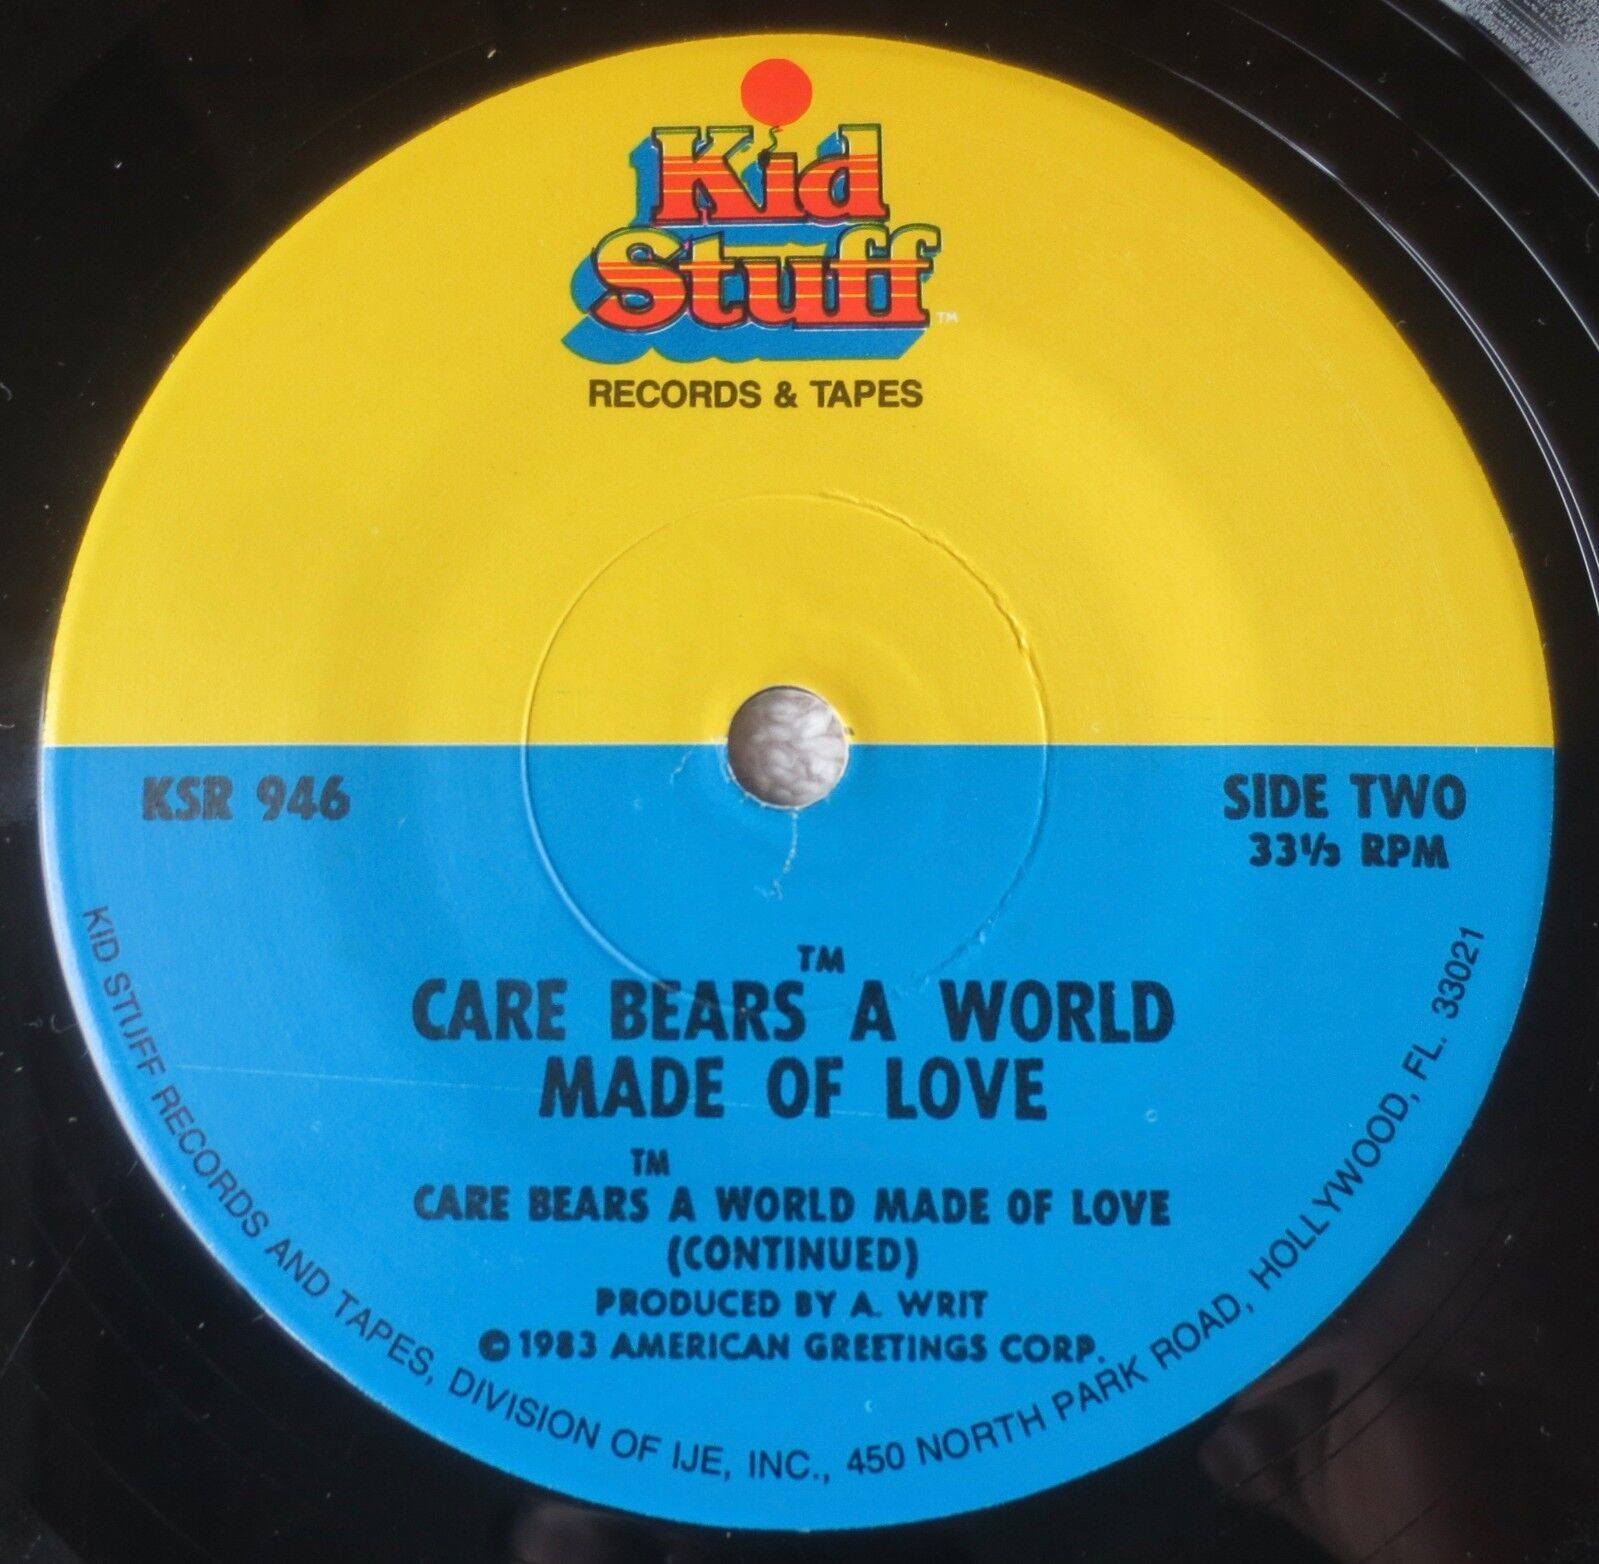 Kid
Stuff
TM
RECORDS & TAPES
KSR 946
SIDE TWO
33⅓ RPM
TM
CARE BEARS A WORLD
MADE OF LOVE
TM
CARE BEARS A WORLD MADE OF LOVE
(CONTINUED)
PRODUCED BY A. WRIT
© 1983 AMERICAN GREETINGS CORP.
KID STUFF RECORDS AND TAPES, DIVISION OF IJE, INC., 450 NORTH PARK ROAD, HOLLYWOOD, FL. 33021